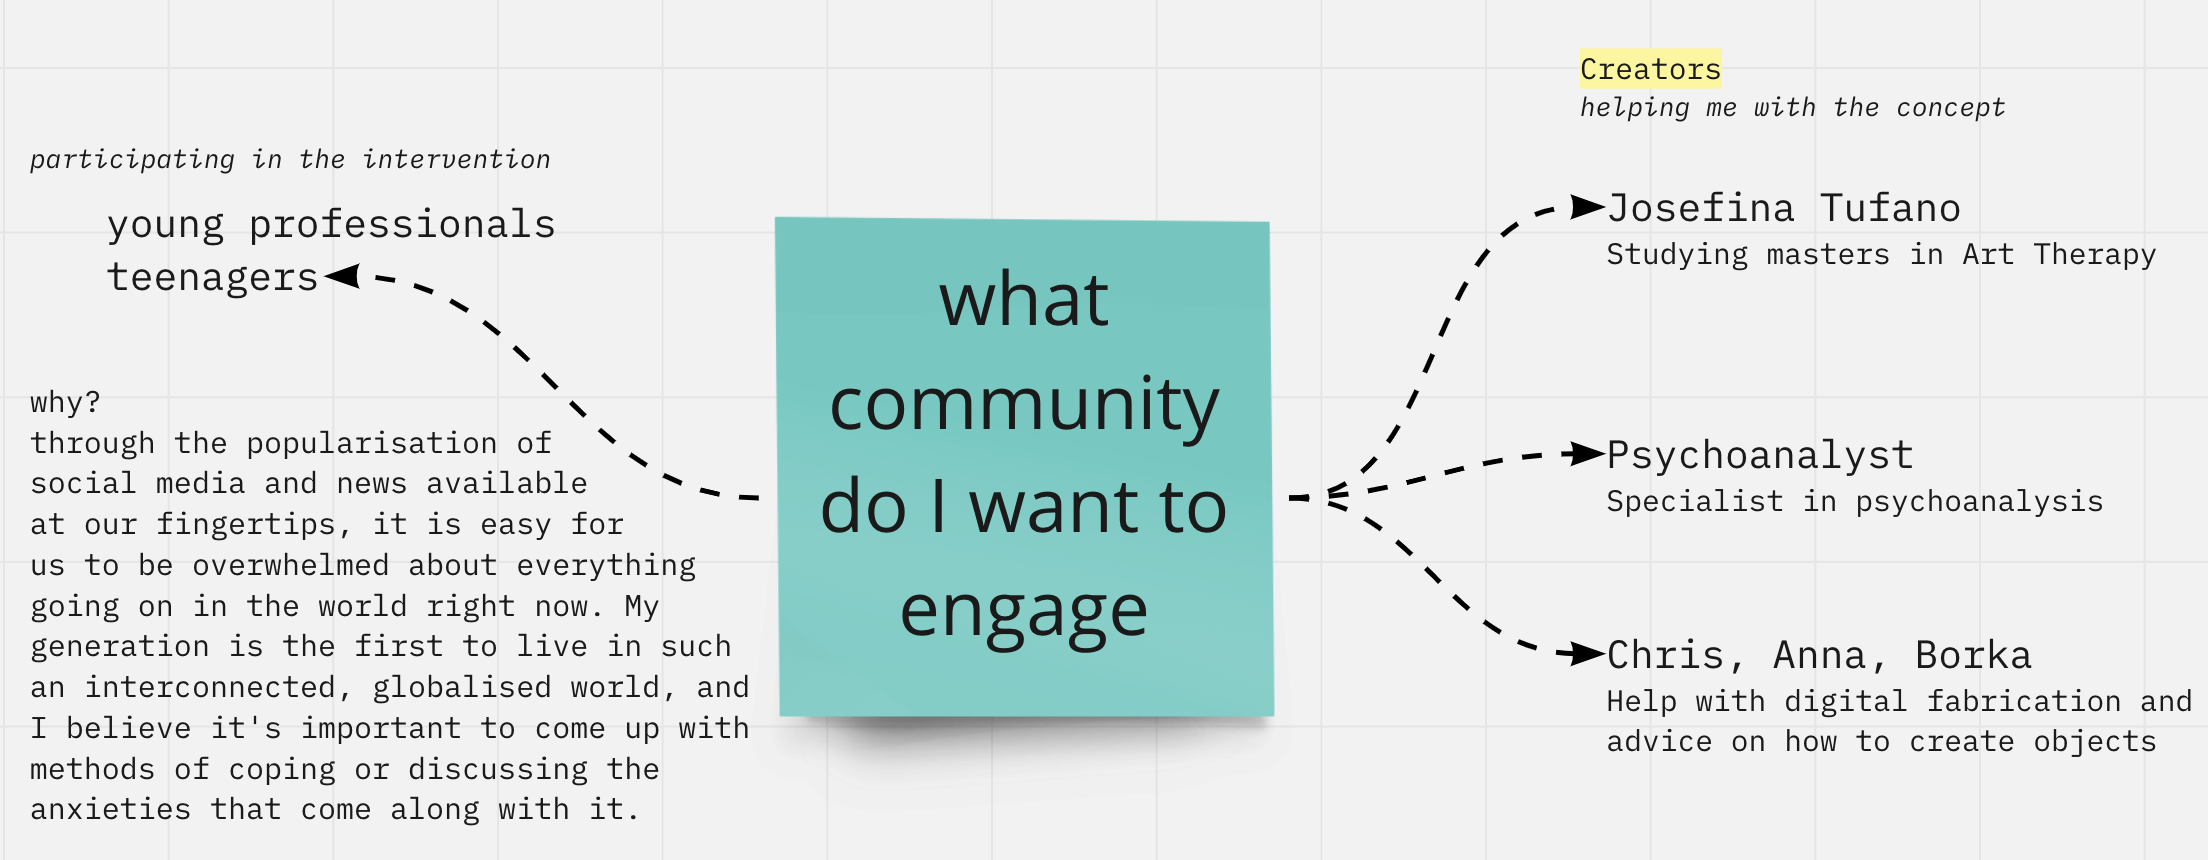 participating in the intervention
young professionals
teenagers
why?
through the popularisation of
social media and news available
at our fingertips, it is easy for
us to be overwhelmed about everything
going on in the world right now. My
generation is the first to live in such
an interconnected, globalised world, and
I believe it's important to come up with
methods of coping or discussing the
anxieties that come along with it.
what
community
do I want to
engage
Creators
helping me with the concept
Josefina Tufano
Studying masters in Art Therapy
Psychoanalyst
Specialist in psychoanalysis
Chris, Anna, Borka
Help with digital fabrication and
advice on how to create objects